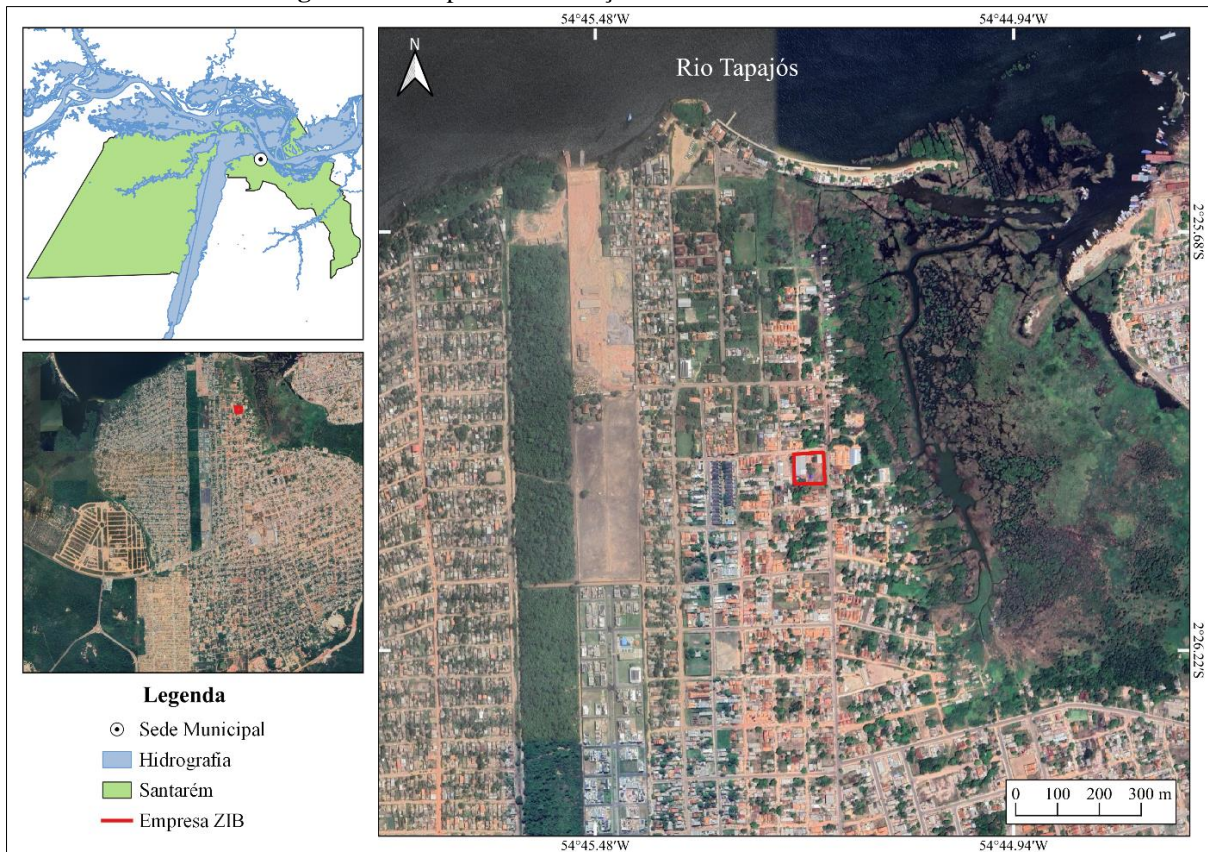 54°45.48'W 54°44.94'W
N
Rio Tapajós
2°25.68'S
2°26.22'S
Legenda
Sede Municipal
Hidrografia
Santarém
Empresa ZIB
0 100 200 300 m
54°45.48'W 54°44.94'W